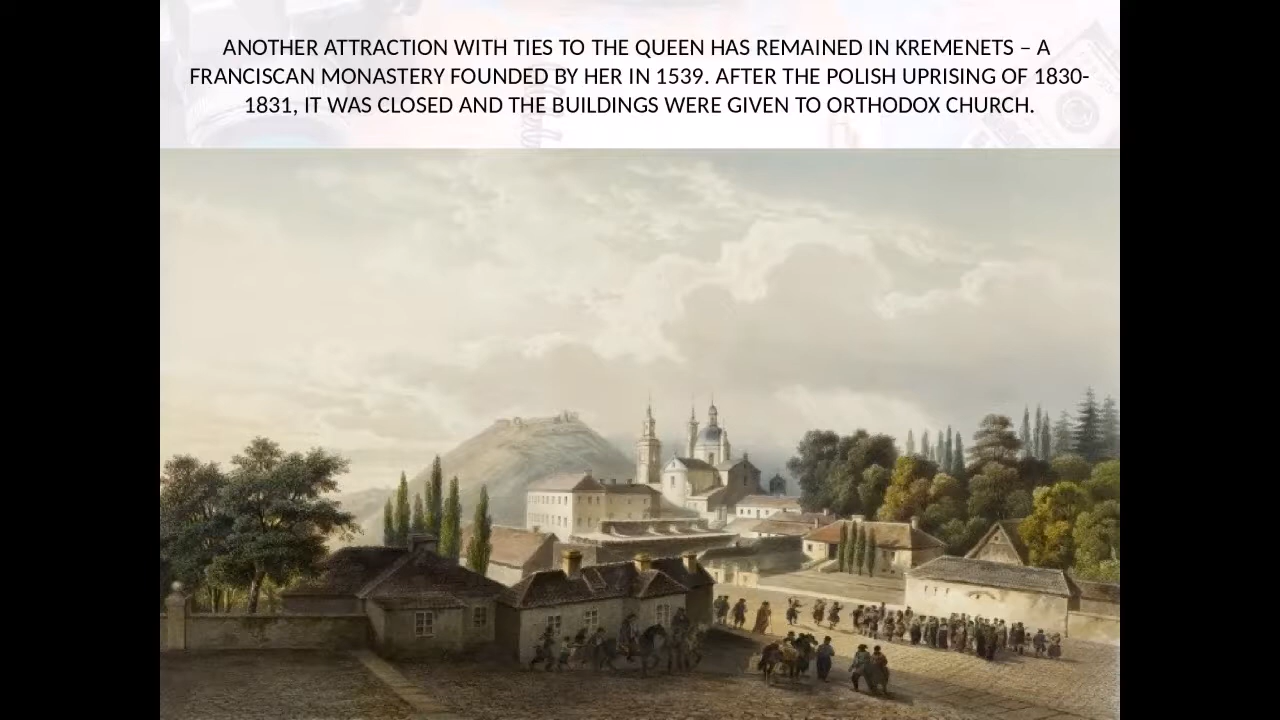 ANOTHER ATTRACTION WITH TIES TO THE QUEEN HAS REMAINED IN KREMENETS – A
FRANCISCAN MONASTERY FOUNDED BY HER IN 1539. AFTER THE POLISH UPRISING OF 1830-
1831, IT WAS CLOSED AND THE BUILDINGS WERE GIVEN TO ORTHODOX CHURCH.